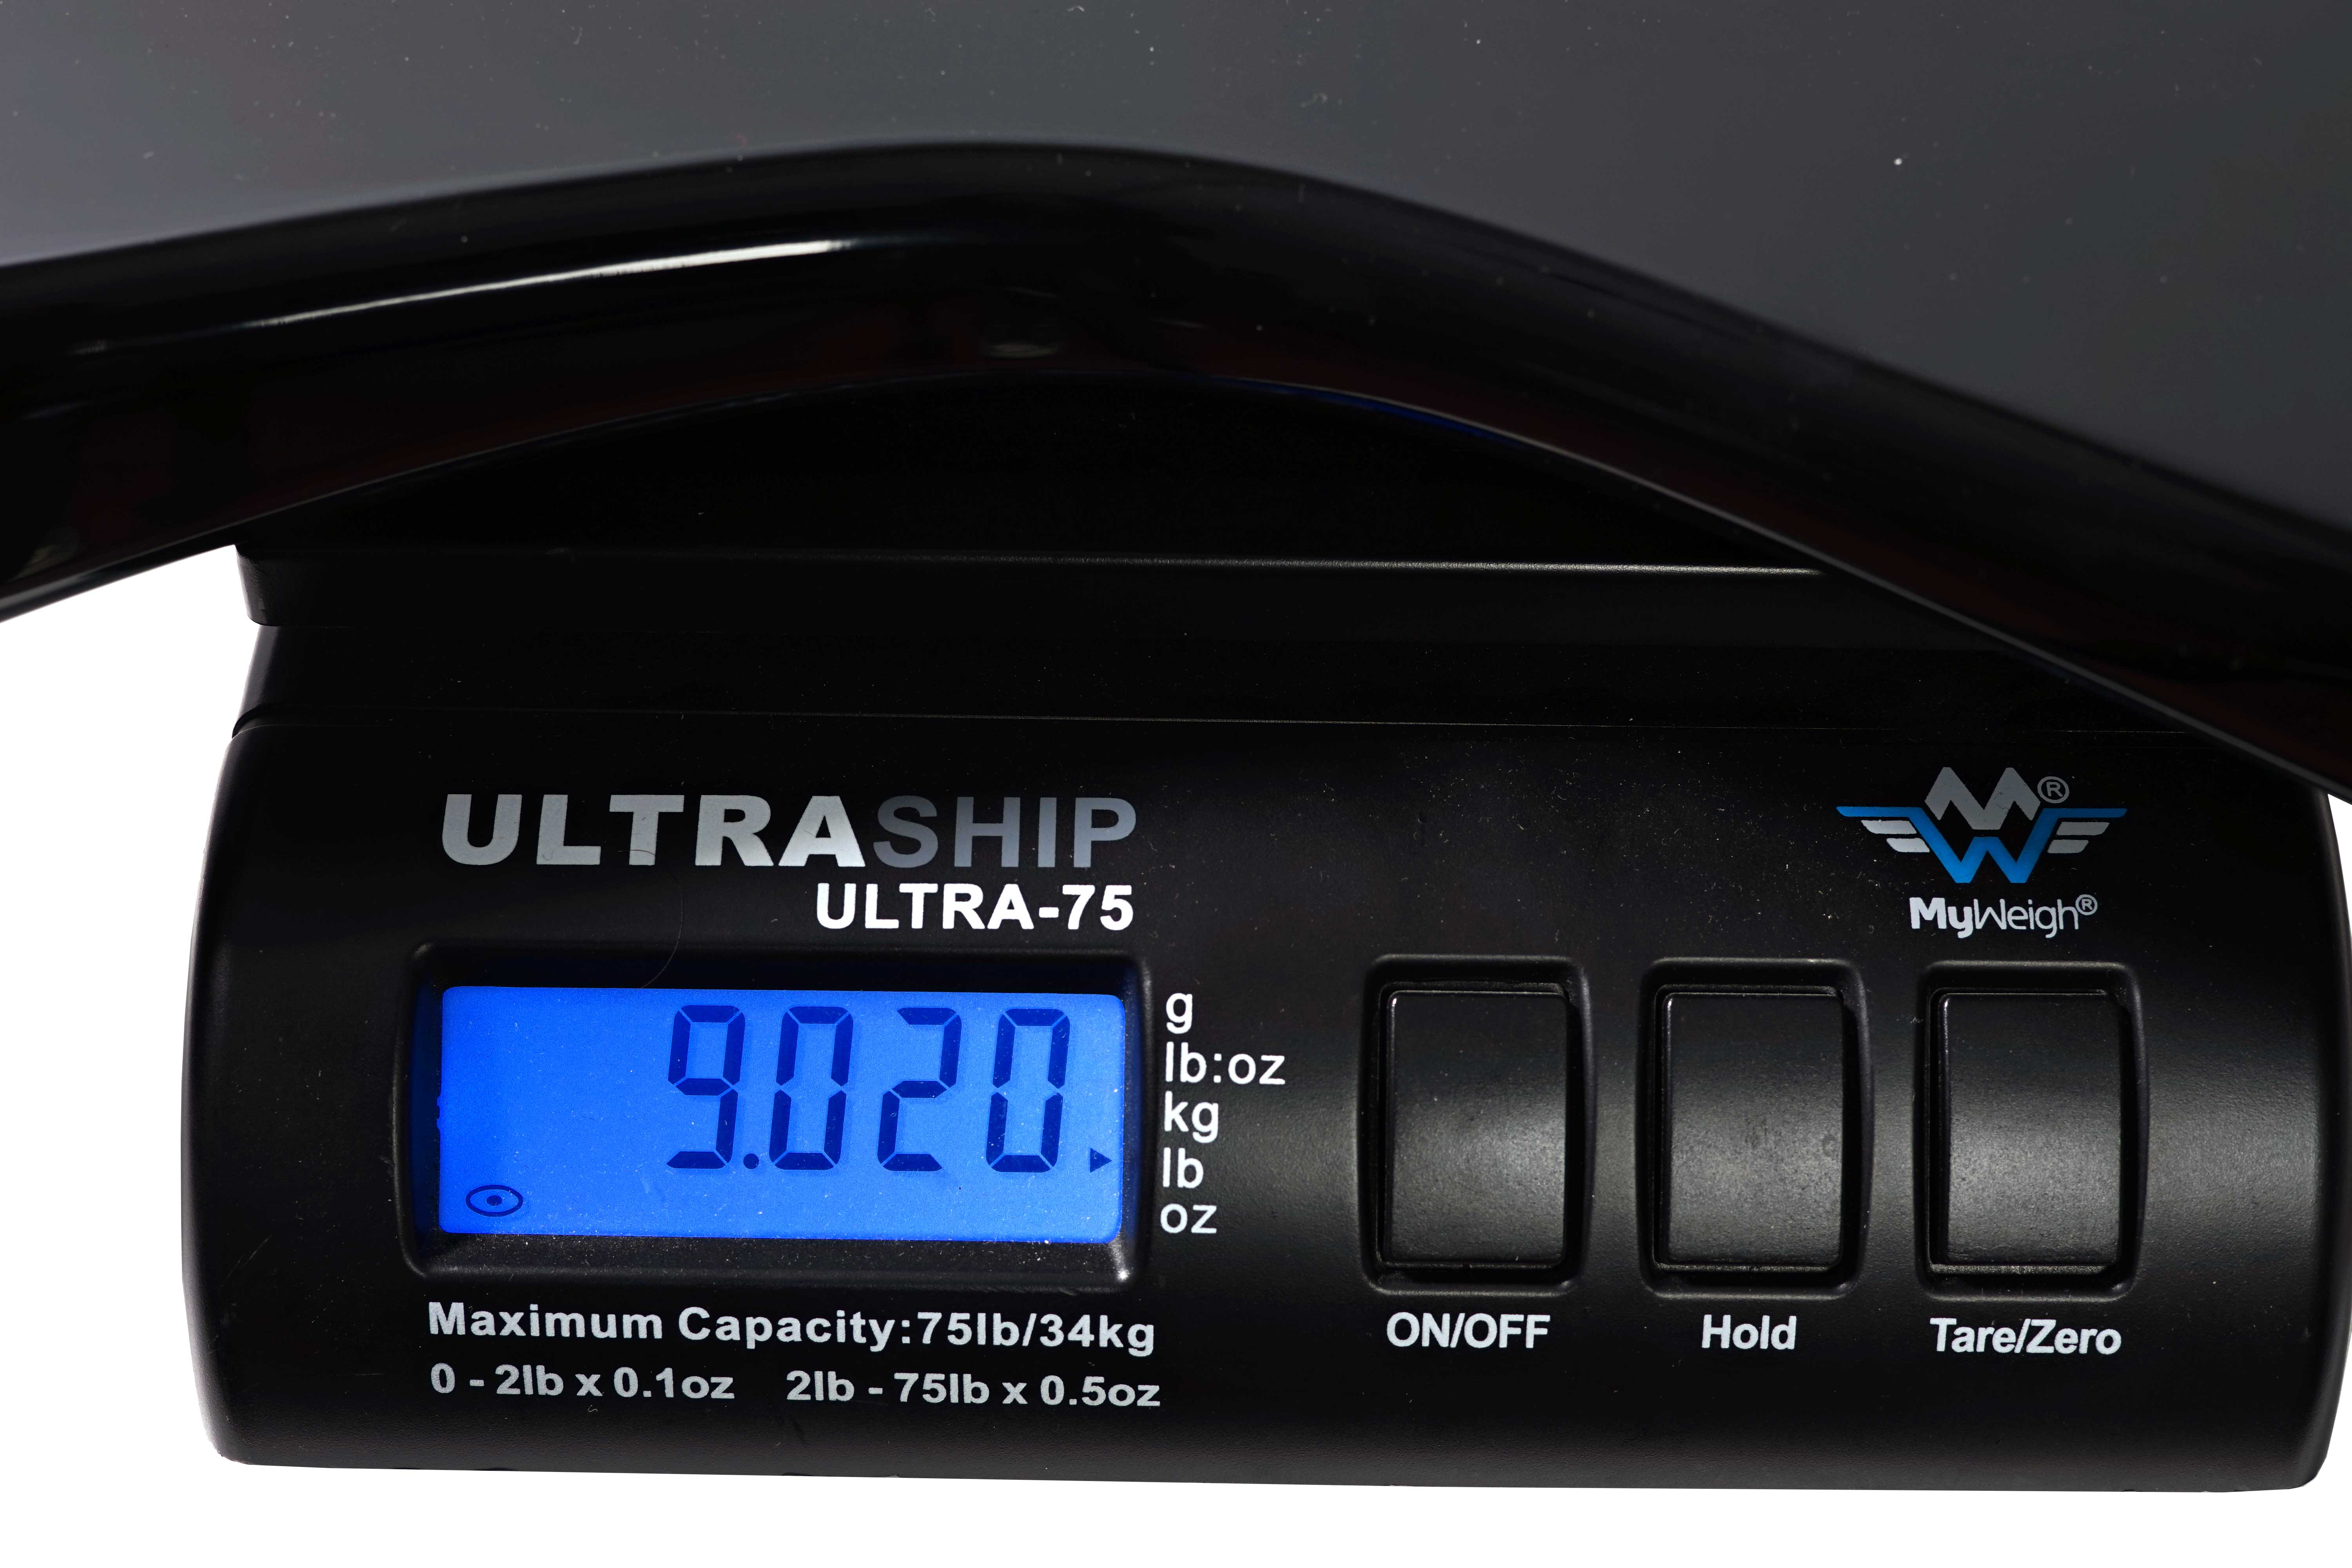 ULTRASHIP
ULTRA-75
MW®
MyWeigh®
9.020
g
lb:oz
kg
lb
oz
Maximum Capacity:75lb/34kg
0 - 2lb x 0.1oz 2lb - 75lb x 0.5oz
ON/OFF
Hold
Tare/Zero